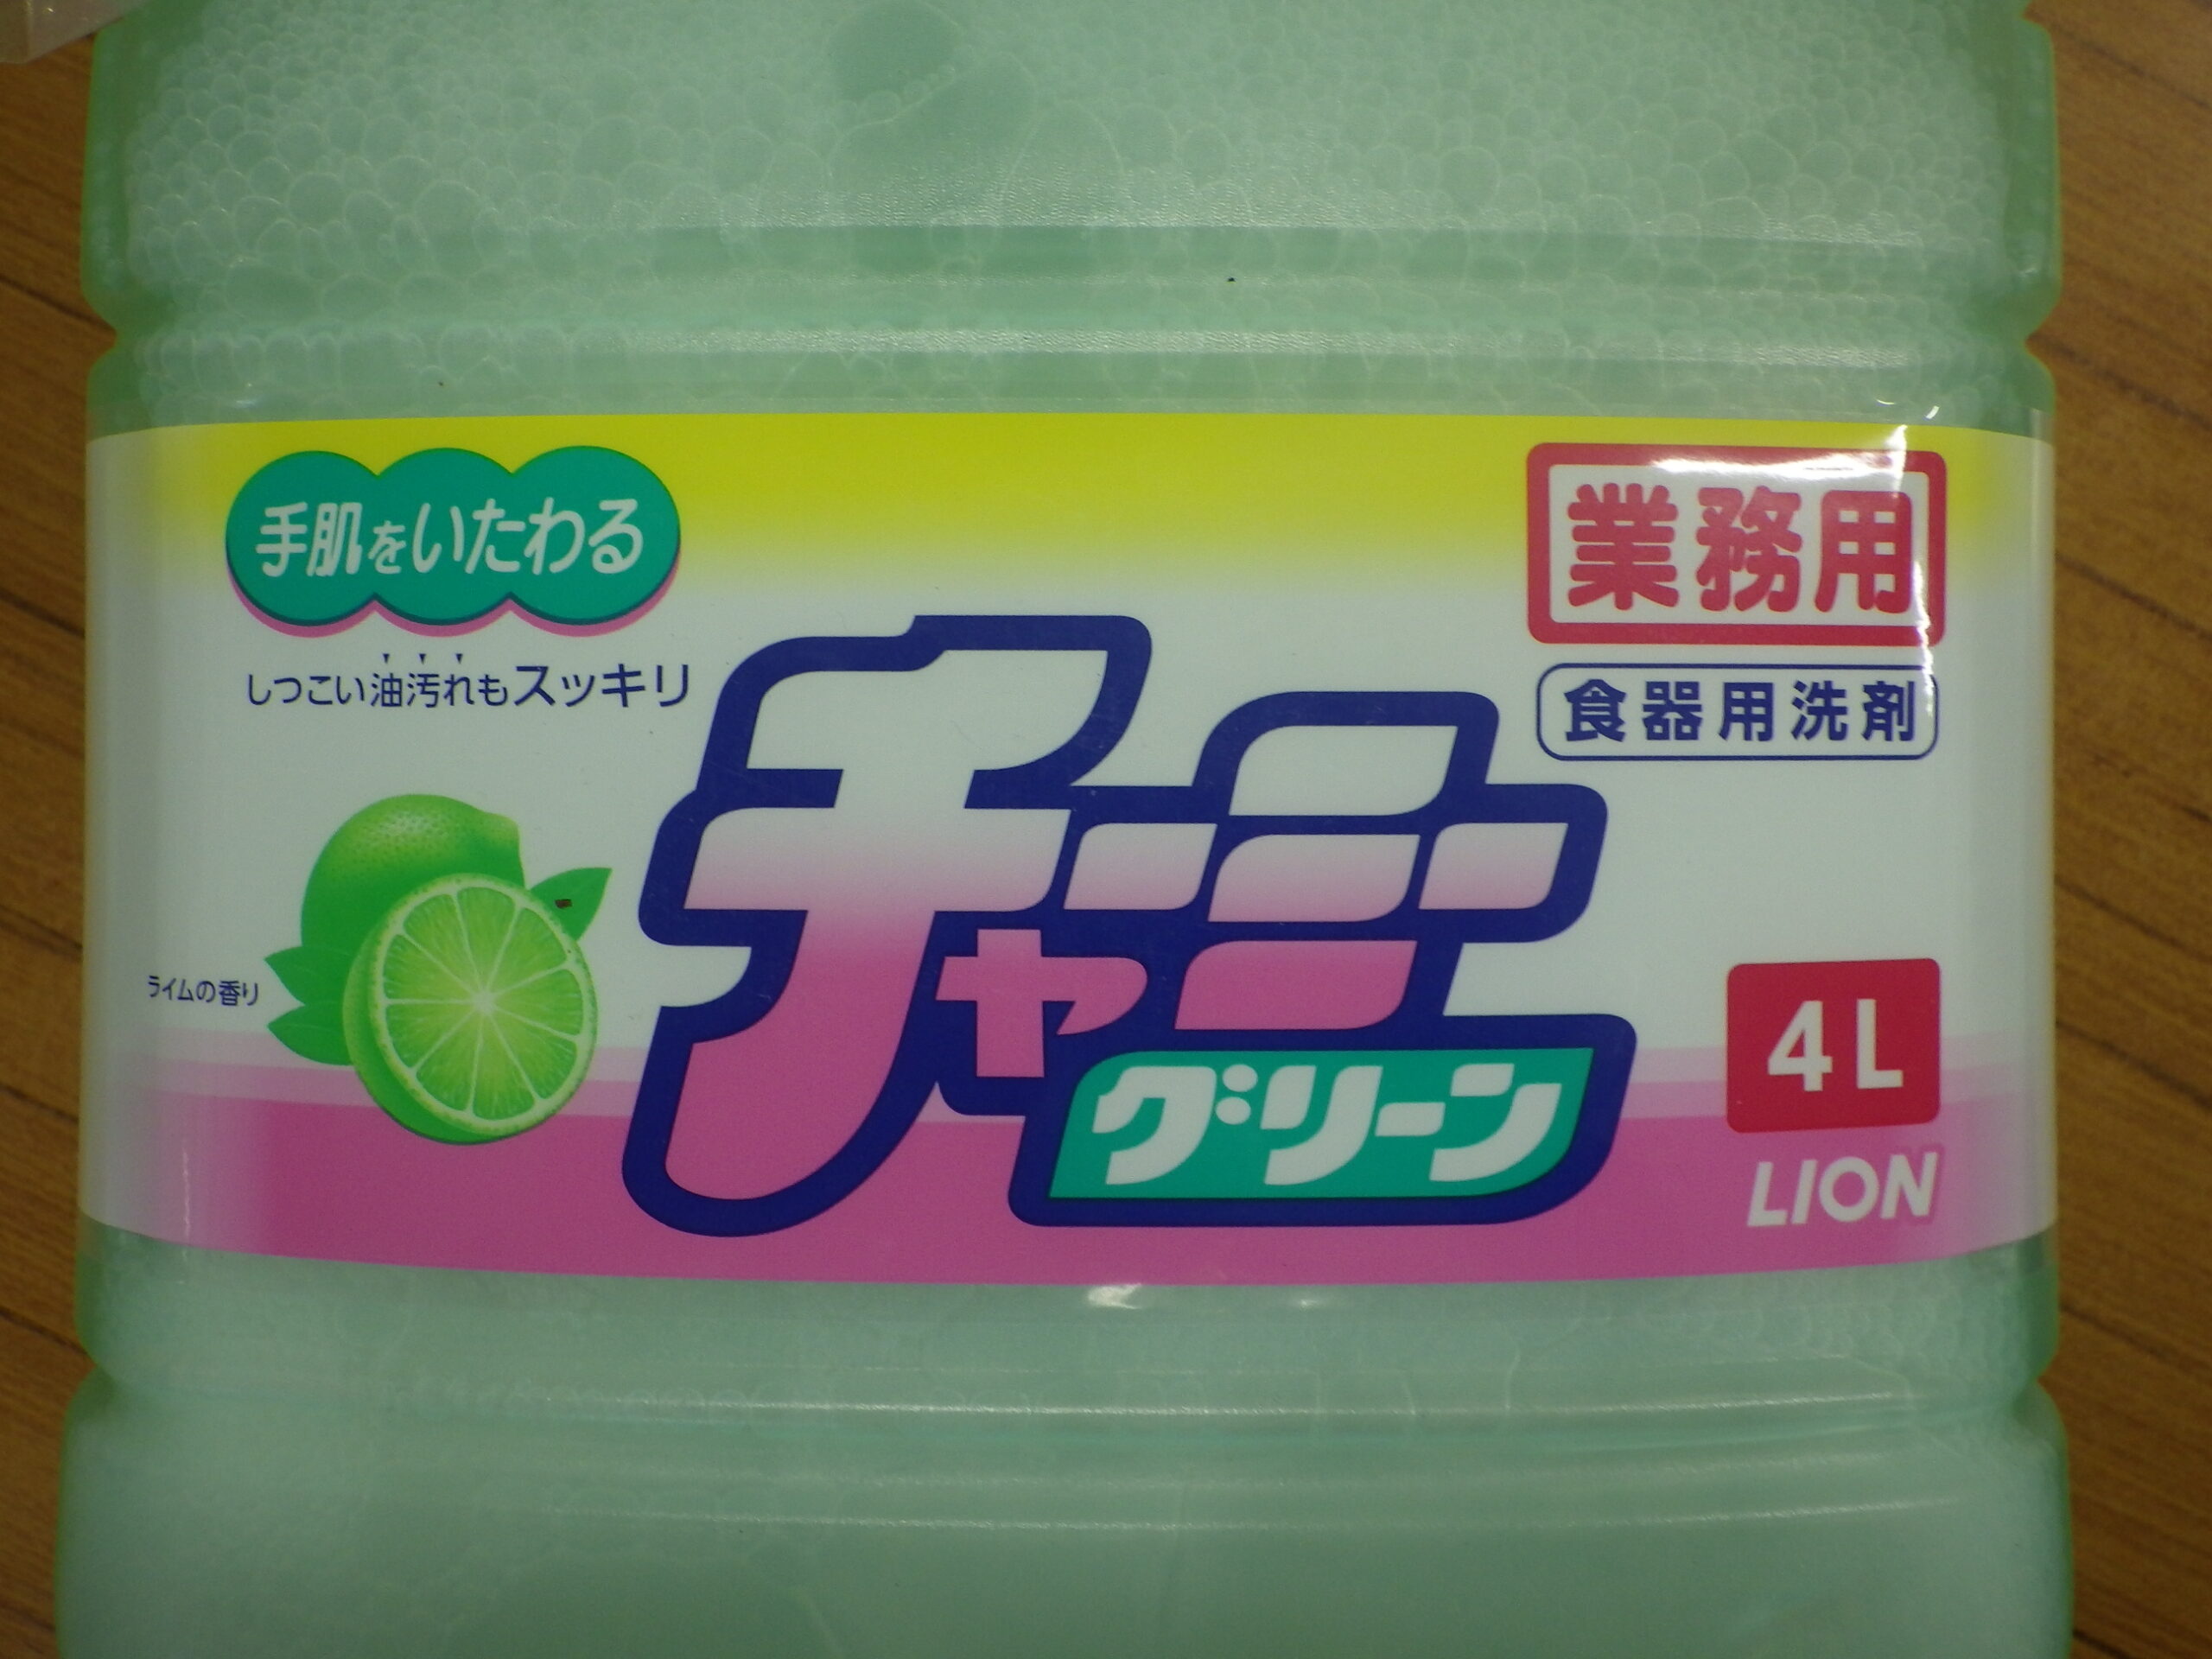 手肌をいたわる
業務用
しつこい油汚れもスッキリ
食器用洗剤
チャーミー
グリーン
ライムの香り
4L
LION